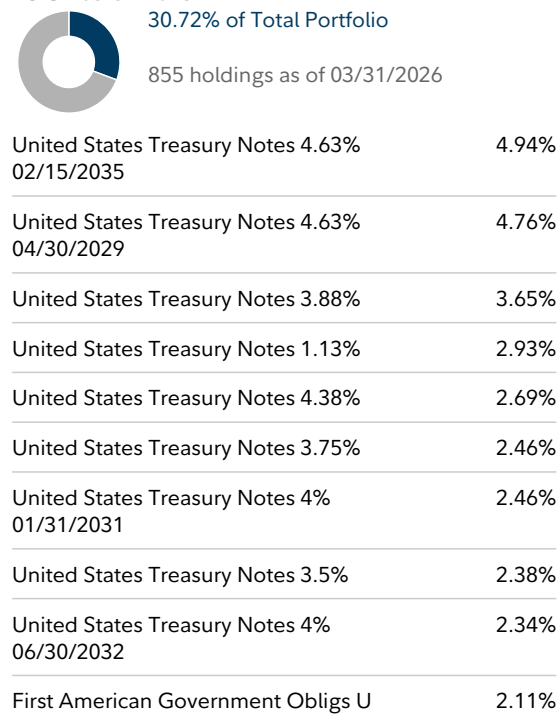 30.72% of Total Portfolio
855 holdings as of 03/31/2026
United States Treasury Notes 4.63% 4.94%
02/15/2035
United States Treasury Notes 4.63% 4.76%
04/30/2029
United States Treasury Notes 3.88% 3.65%
United States Treasury Notes 1.13% 2.93%
United States Treasury Notes 4.38% 2.69%
United States Treasury Notes 3.75% 2.46%
United States Treasury Notes 4% 2.46%
01/31/2031
United States Treasury Notes 3.5% 2.38%
United States Treasury Notes 4% 2.34%
06/30/2032
First American Government Obligs U 2.11%